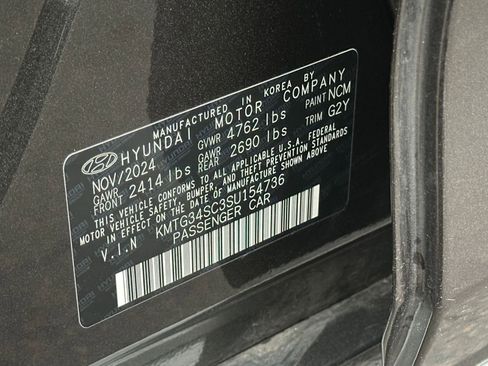 MANUFACTURED IN KOREA BY
HYUNDAI MOTOR COMPANY
NOV/2024 GVWR 4762 lbs PAINT NCM
GAWR FRONT 2414 lbs GAWR REAR 2690 lbs TRIM G2Y
THIS VEHICLE CONFORMS TO ALL APPLICABLE U.S.A. FEDERAL
MOTOR VEHICLE SAFETY, BUMPER, AND THEFT PREVENTION STANDARDS
IN EFFECT ON THE DATE OF MANUFACTURE SHOWN ABOVE.
V.I.N KMTG34SC3SU154736
PASSENGER CAR